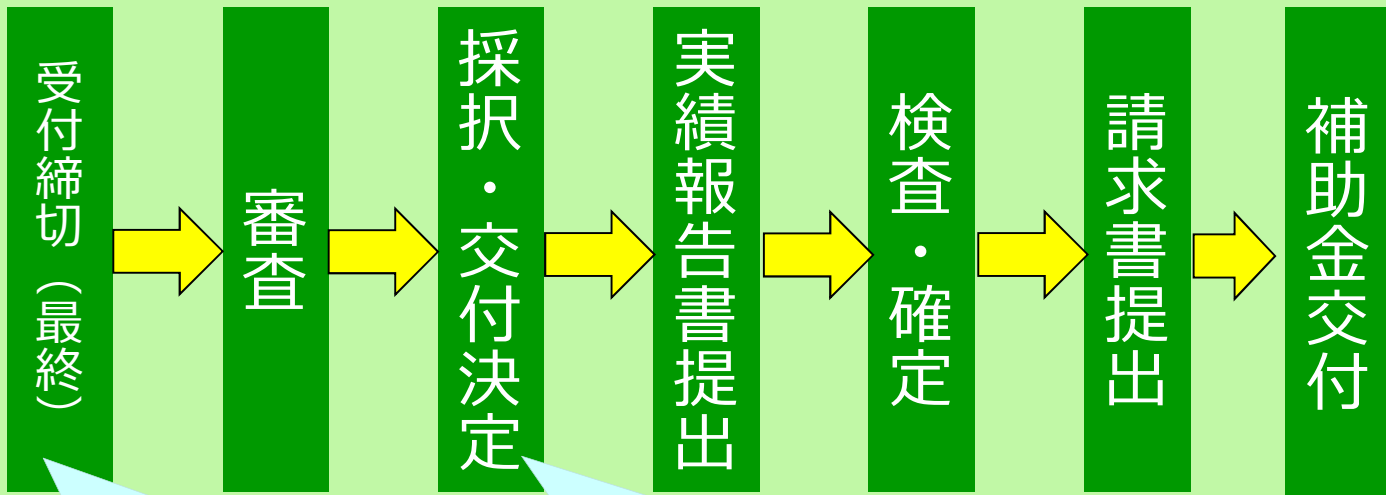 受付締切（最終）
審査
採択・交付決定
実績報告書提出
検査・確定
請求書提出
補助金交付